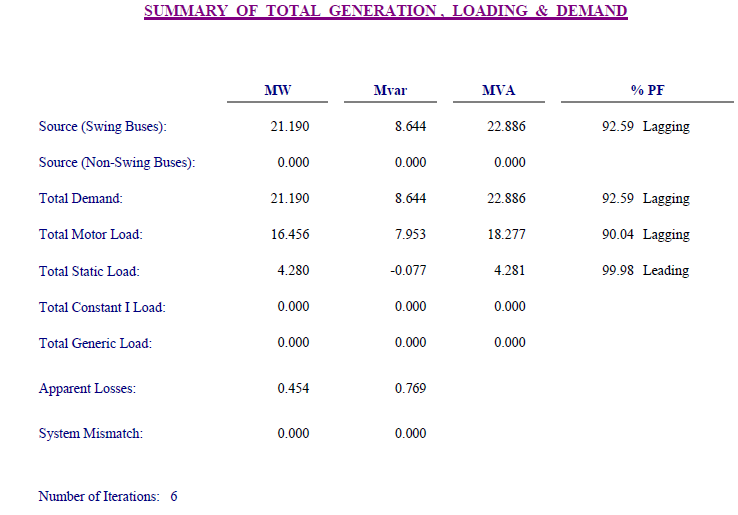 SUMMARY OF TOTAL GENERATION , LOADING & DEMAND
MW Mvar MVA % PF
Source (Swing Buses): 21.190 8.644 22.886 92.59 Lagging
Source (Non-Swing Buses): 0.000 0.000 0.000
Total Demand: 21.190 8.644 22.886 92.59 Lagging
Total Motor Load: 16.456 7.953 18.277 90.04 Lagging
Total Static Load: 4.280 -0.077 4.281 99.98 Leading
Total Constant I Load: 0.000 0.000 0.000
Total Generic Load: 0.000 0.000 0.000
Apparent Losses: 0.454 0.769
System Mismatch: 0.000 0.000
Number of Iterations: 6